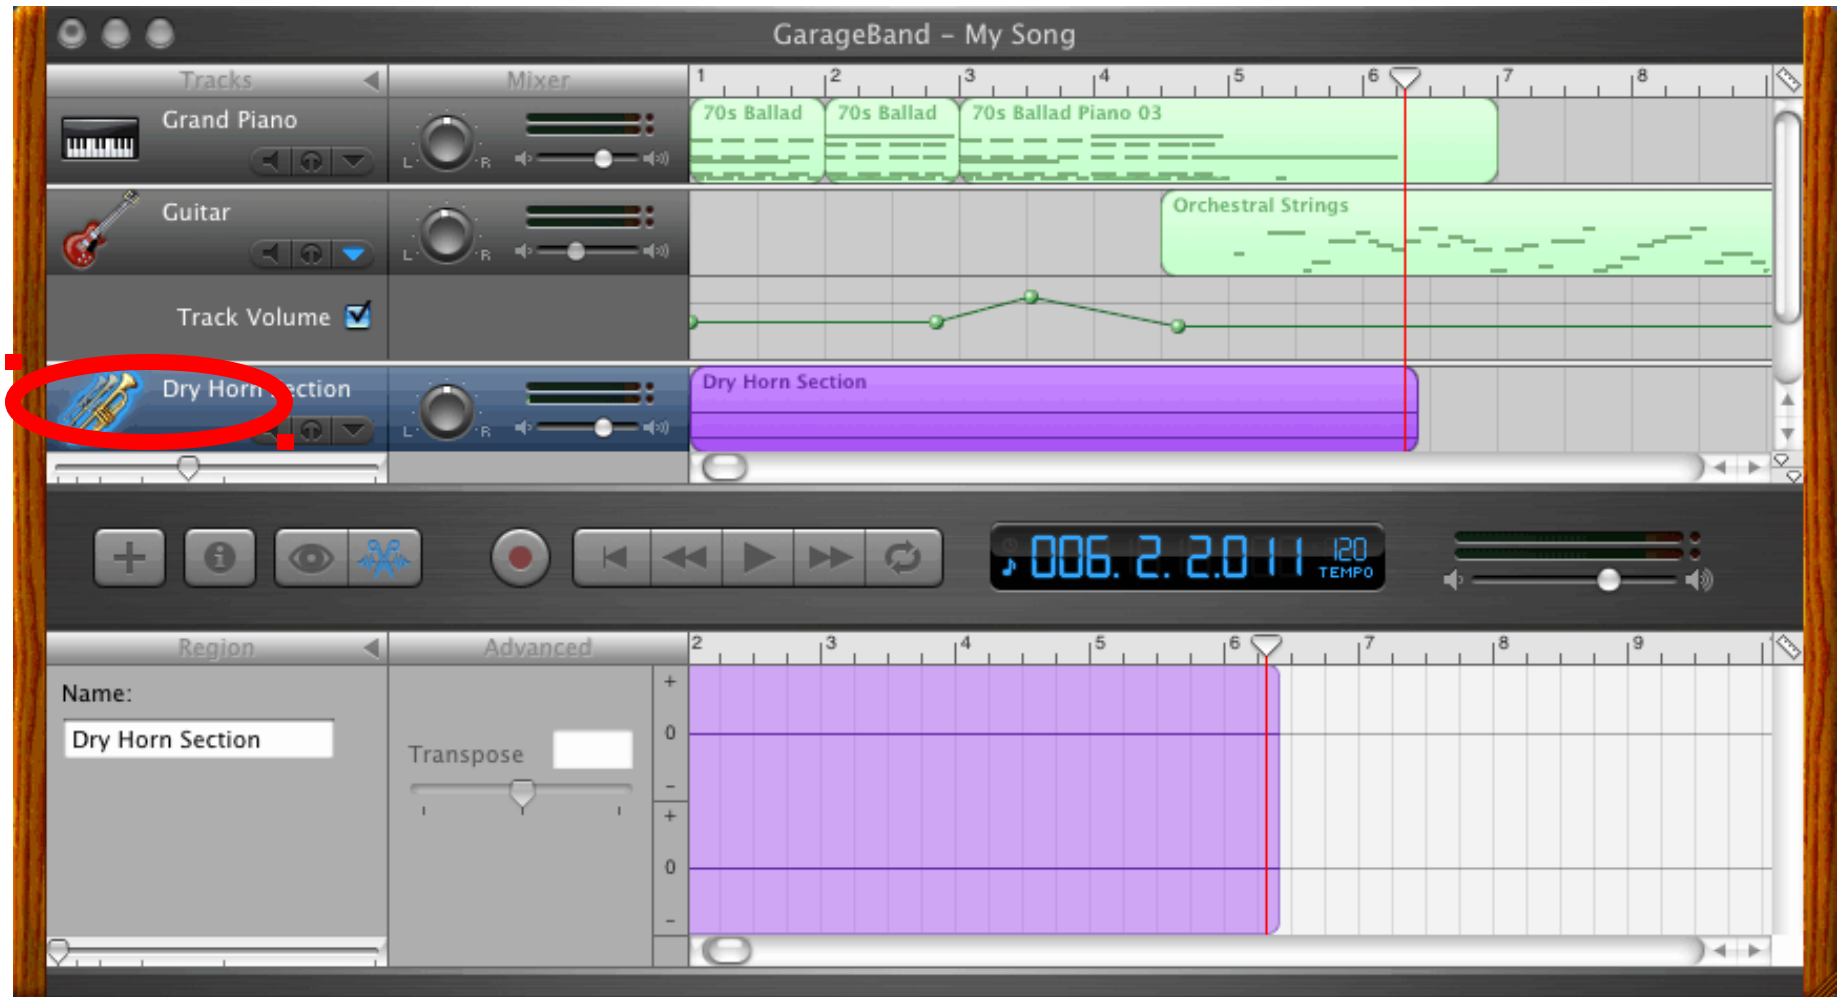 GarageBand – My Song
Tracks Mixer 1 2 3 4 5 6 7 8
Grand Piano
L R
70s Ballad 70s Ballad 70s Ballad Piano 03
Guitar
L R
Orchestral Strings
Track Volume
Dry Horn Section
L R
Dry Horn Section
006. 2. 2.011 120
TEMPO
Region Advanced 2 3 4 5 6 7 8 9
Name:
Dry Horn Section
Transpose
+
0
-
+
0
-